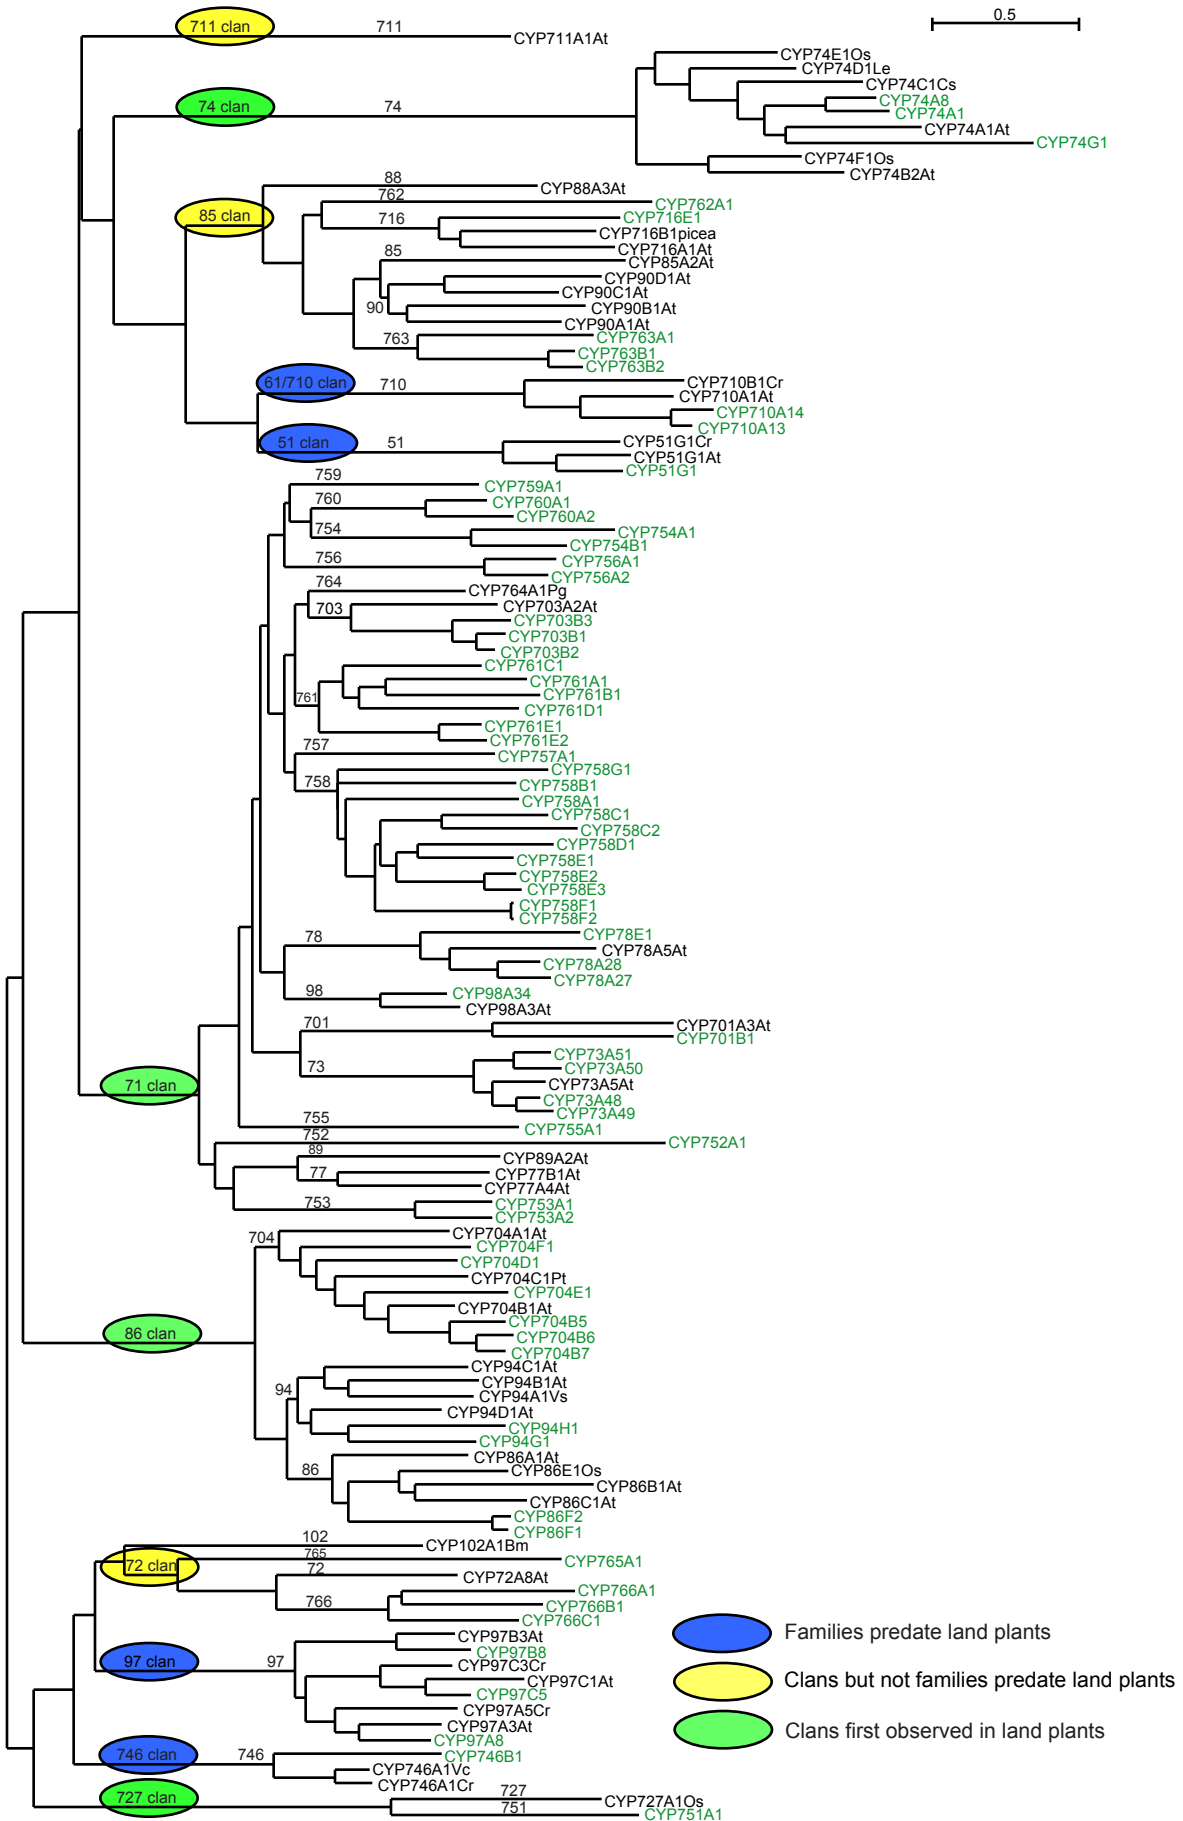 711 clan
711
CYP711A1At
0.5
74 clan
74
CYP74E1Os
CYP74D1Le
CYP74C1Cs
CYP74A8
CYP74A1
CYP74A1At
CYP74G1
CYP74F1Os
CYP74B2At
85 clan
88
CYP88A3At
762
CYP762A1
716
CYP716E1
CYP716B1picea
CYP716A1At
85
CYP85A2At
CYP90D1At
CYP90C1At
90
CYP90B1At
CYP90A1At
763
CYP763A1
CYP763B1
CYP763B2
61/710 clan
710
CYP710B1Cr
CYP710A1At
CYP710A14
CYP710A13
51 clan
51
CYP51G1Cr
CYP51G1At
CYP51G1
759
CYP759A1
760
CYP760A1
CYP760A2
754
CYP754A1
CYP754B1
756
CYP756A1
CYP756A2
764
CYP764A1Pg
703
CYP703A2At
CYP703B3
CYP703B1
CYP703B2
761
CYP761C1
CYP761A1
CYP761B1
CYP761D1
CYP761E1
CYP761E2
757
CYP757A1
758
CYP758G1
CYP758B1
CYP758A1
CYP758C1
CYP758C2
CYP758D1
CYP758E1
CYP758E2
CYP758E3
CYP758F1
CYP758F2
78
CYP78E1
CYP78A5At
CYP78A28
CYP78A27
98
CYP98A34
CYP98A3At
701
CYP701A3At
CYP701B1
71 clan
73
CYP73A51
CYP73A50
CYP73A5At
CYP73A48
CYP73A49
755
CYP755A1
752
CYP752A1
89
CYP89A2At
77
CYP77B1At
CYP77A4At
753
CYP753A1
CYP753A2
704
CYP704A1At
CYP704F1
CYP704D1
CYP704C1Pt
CYP704E1
CYP704B1At
CYP704B5
CYP704B6
CYP704B7
86 clan
94
CYP94C1At
CYP94B1At
CYP94A1Vs
CYP94D1At
CYP94H1
CYP94G1
86
CYP86A1At
CYP86E1Os
CYP86B1At
CYP86C1At
CYP86F2
CYP86F1
102
CYP102A1Bm
72 clan
765
CYP765A1
72
CYP72A8At
766
CYP766A1
CYP766B1
CYP766C1
97 clan
97
CYP97B3At
CYP97B8
CYP97C3Cr
CYP97C1At
CYP97C5
CYP97A5Cr
CYP97A3At
CYP97A8
746 clan
746
CYP746B1
CYP746A1Vc
CYP746A1Cr
727 clan
727
CYP727A1Os
751
CYP751A1
Families predate land plants
Clans but not families predate land plants
Clans first observed in land plants